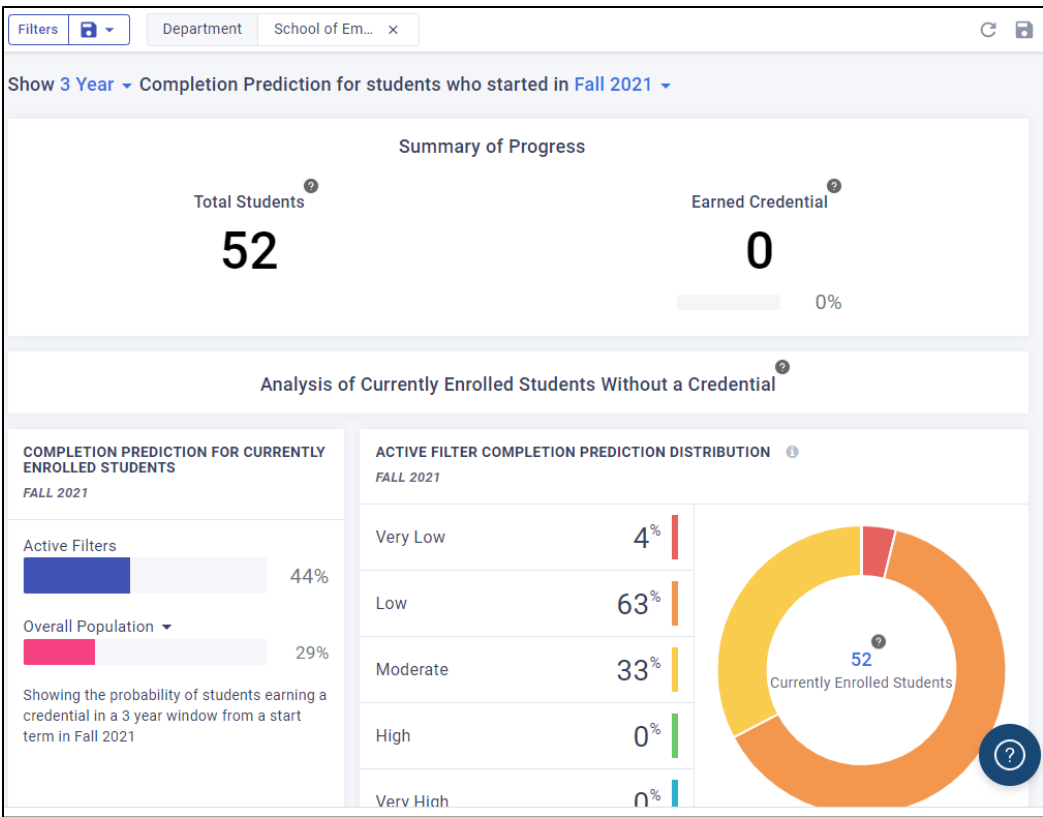 Filters
Department School of Em...
Show 3 Year Completion Prediction for students who started in Fall 2021
Summary of Progress
Total Students
52
Earned Credential
0
0%
Analysis of Currently Enrolled Students Without a Credential
COMPLETION PREDICTION FOR CURRENTLY
ENROLLED STUDENTS
FALL 2021
Active Filters
44%
Overall Population
29%
Showing the probability of students earning a
credential in a 3 year window from a start
term in Fall 2021
ACTIVE FILTER COMPLETION PREDICTION DISTRIBUTION
FALL 2021
Very Low 4%
Low 63%
Moderate 33%
High 0%
Very High 0%
52
Currently Enrolled Students